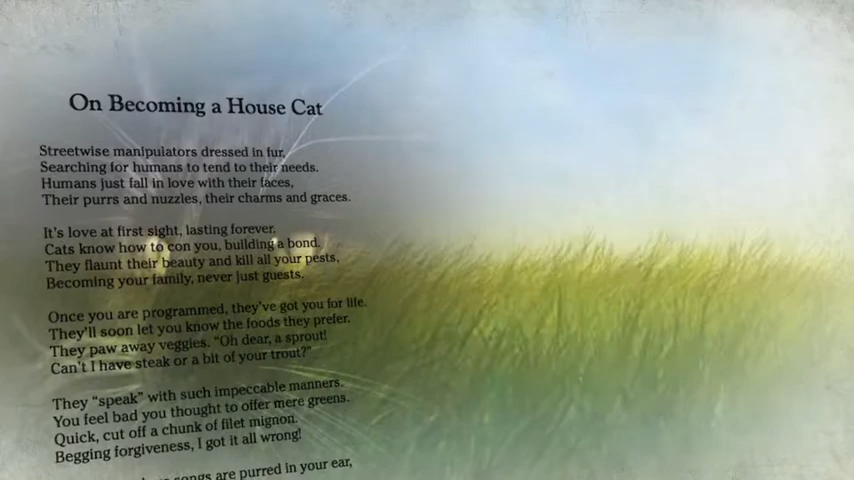 On Becoming a House Cat
Streetwise manipulators dressed in fur,
Searching for humans to tend to their needs.
Humans just fall in love with their faces,
Their purrs and nuzzles, their charms and graces.
It's love at first sight, lasting forever.
Cats know how to con you, building a bond.
They flaunt their beauty and kill all your pests,
Becoming your family, never just guests.
Once you are programmed, they've got you for life.
They'll soon let you know the foods they prefer.
They paw away veggies. “Oh dear, a sprout!
Can't I have steak or a bit of your trout?”
They “speak” with such impeccable manners.
You feel bad you thought to offer mere greens.
Quick, cut off a chunk of filet mignon.
Begging forgiveness, I got it all wrong!
songs are purred in your ear,